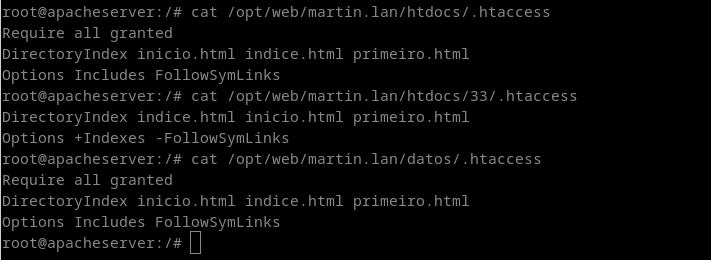 root@apacheserver:/# cat /opt/web/martin.lan/htdocs/.htaccess
Require all granted
DirectoryIndex inicio.html indice.html primeiro.html
Options Includes FollowSymLinks
root@apacheserver:/# cat /opt/web/martin.lan/htdocs/33/.htaccess
DirectoryIndex indice.html inicio.html primeiro.html
Options +Indexes -FollowSymLinks
root@apacheserver:/# cat /opt/web/martin.lan/datos/.htaccess
Require all granted
DirectoryIndex inicio.html indice.html primeiro.html
Options Includes FollowSymLinks
root@apacheserver:/#